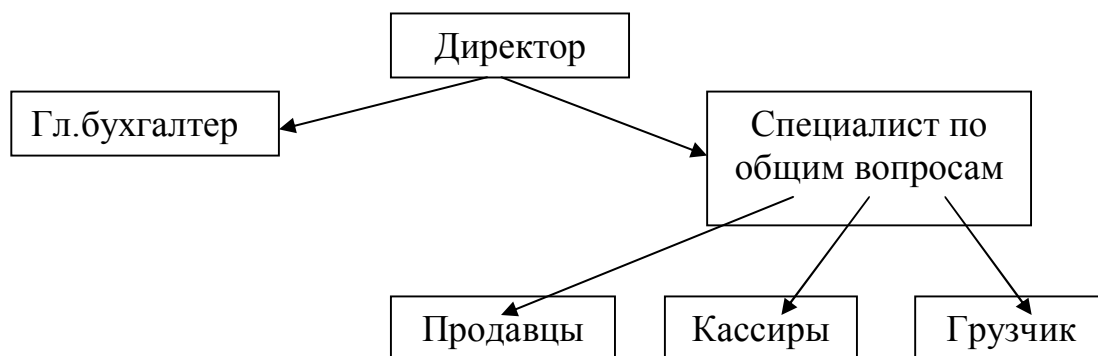 Директор
Гл.бухгалтер
Специалист по
общим вопросам
Продавцы
Кассиры
Грузчик